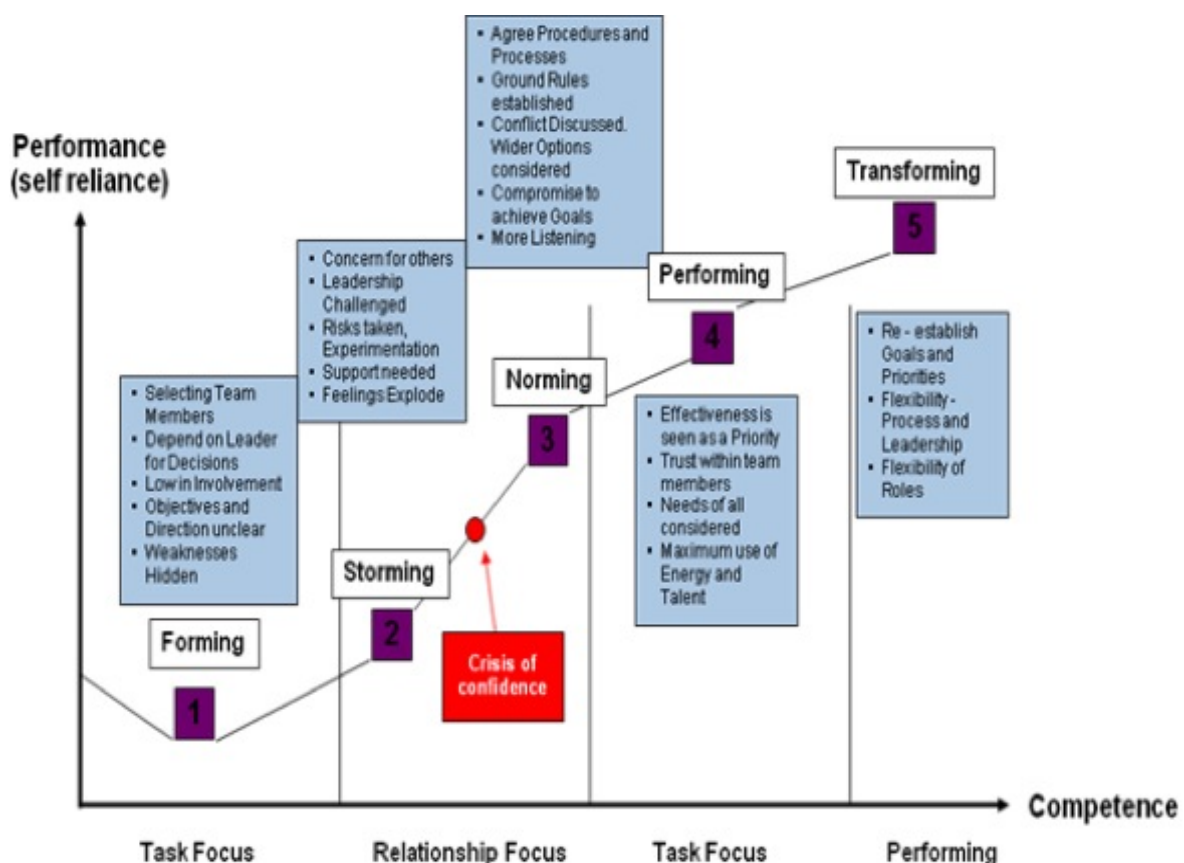 Performance
(self reliance)
▪ Agree Procedures and
Processes
▪ Ground Rules
established
▪ Conflict Discussed.
Wider Options
considered
▪ Compromise to
achieve Goals
▪ More Listening
Transforming
5
▪ Concern for others
▪ Leadership
Challenged
▪ Risks taken,
Experimentation
▪ Support needed
▪ Feelings Explode
Performing
4
▪ Re - establish
Goals and
Priorities
▪ Flexibility -
Process and
Leadership
▪ Flexibility of
Roles
▪ Selecting Team
Members
▪ Depend on Leader
for Decisions
▪ Low in Involvement
▪ Objectives and
Direction unclear
▪ Weaknesses
Hidden
Norming
3
▪ Effectiveness is
seen as a Priority
▪ Trust within team
members
▪ Needs of all
considered
▪ Maximum use of
Energy and
Talent
Storming
2
Forming
1
Crisis of
confidence
Competence
Task Focus
Relationship Focus
Task Focus
Performing